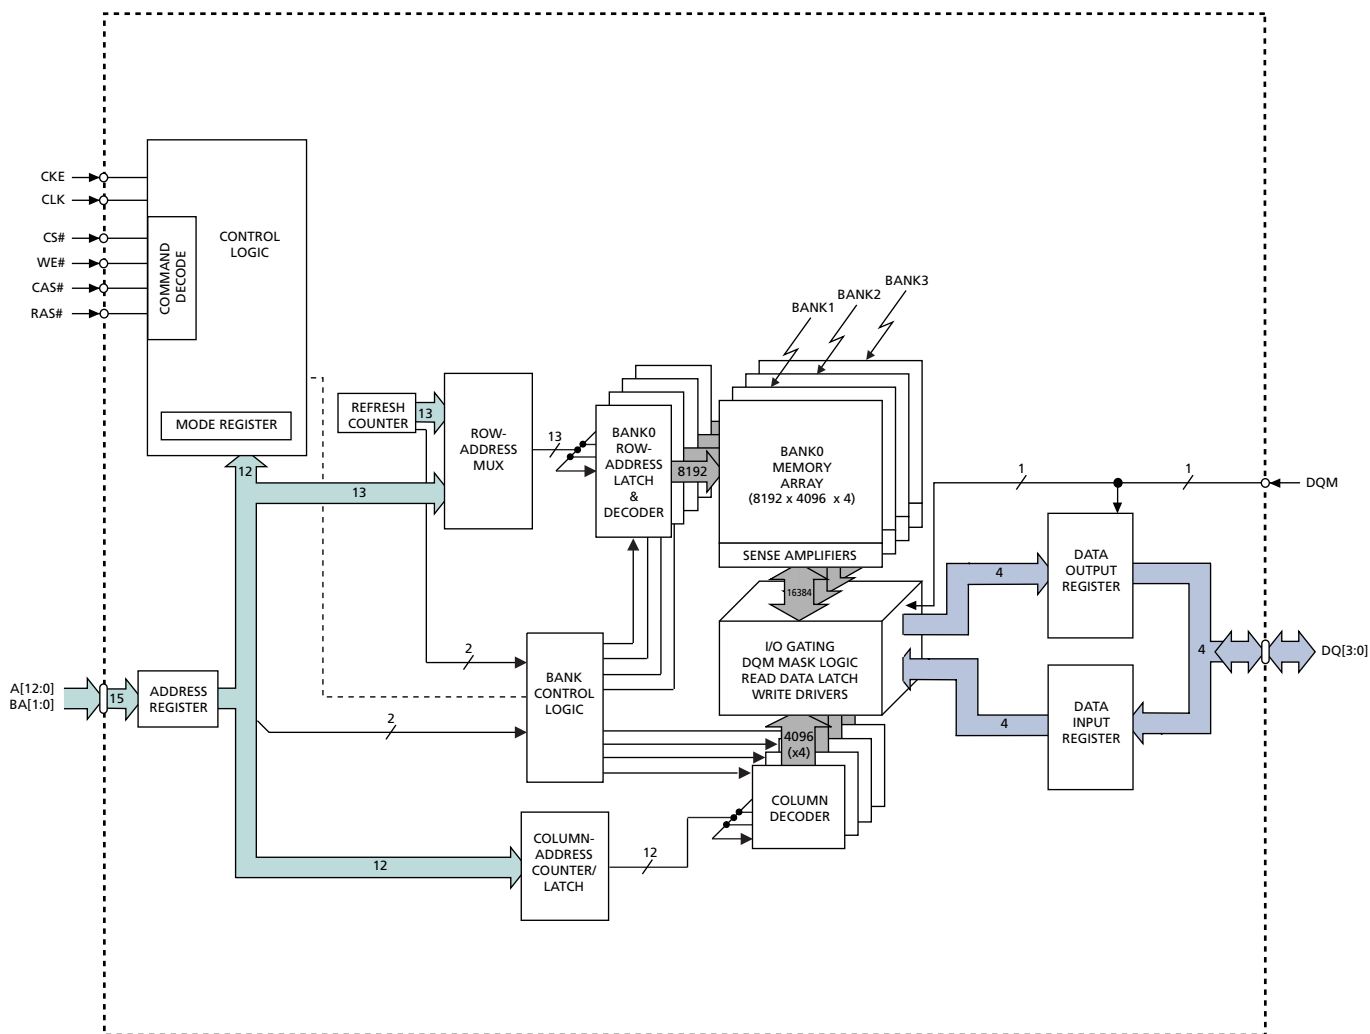 CKE
CLK
CS#
WE#
CAS#
RAS#
COMMAND
DECODE
CONTROL
LOGIC
MODE REGISTER
12
13
REFRESH
COUNTER
13
ROW-
ADDRESS
MUX
13
BANK0
ROW-
ADDRESS
LATCH
&
DECODER
8192
BANK1
BANK2
BANK3
BANK0
MEMORY
ARRAY
(8192 x 4096 x 4)
SENSE AMPLIFIERS
16384
I/O GATING
DQM MASK LOGIC
READ DATA LATCH
WRITE DRIVERS
4096
(x4)
COLUMN
DECODER
1
1
DQM
DATA
OUTPUT
REGISTER
4
4
DQ[3:0]
DATA
INPUT
REGISTER
4
A[12:0]
BA[1:0]
15
ADDRESS
REGISTER
2
2
BANK
CONTROL
LOGIC
12
COLUMN-
ADDRESS
COUNTER/
LATCH
12